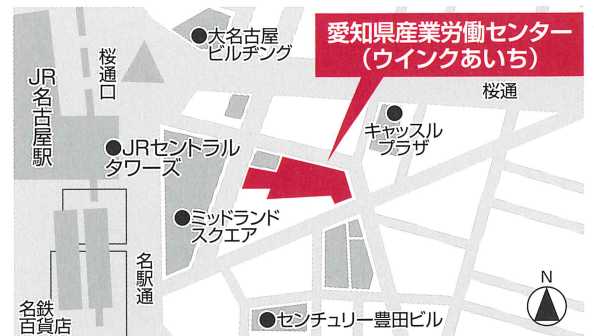 大名古屋
ビルヂング
愛知県産業労働センター
(ウインクあいち)
桜通口
桜通
JR名古屋駅
キャッスル
プラザ
JRセントラル
タワーズ
ミッドランド
スクエア
名駅通
N
名鉄
百貨店
センチュリー豊田ビル